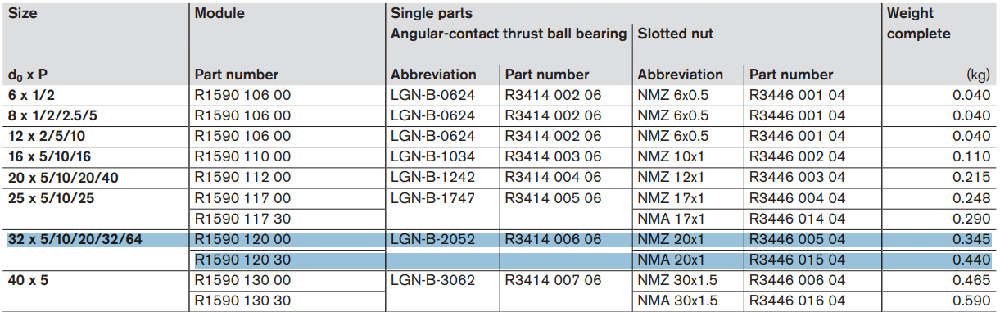 Size Module Single parts Weight
Angular-contact thrust ball bearing Slotted nut complete
d₀ x P Part number Abbreviation Part number Abbreviation Part number (kg)
6 x 1/2 R1590 106 00 LGN-B-0624 R3414 002 06 NMZ 6x0.5 R3446 001 04 0.040
8 x 1/2/2.5/5 R1590 106 00 LGN-B-0624 R3414 002 06 NMZ 6x0.5 R3446 001 04 0.040
12 x 2/5/10 R1590 106 00 LGN-B-0624 R3414 002 06 NMZ 6x0.5 R3446 001 04 0.040
16 x 5/10/16 R1590 110 00 LGN-B-1034 R3414 003 06 NMZ 10x1 R3446 002 04 0.110
20 x 5/10/20/40 R1590 112 00 LGN-B-1242 R3414 004 06 NMZ 12x1 R3446 003 04 0.215
25 x 5/10/25 R1590 117 00 LGN-B-1747 R3414 005 06 NMZ 17x1 R3446 004 04 0.248
R1590 117 30 NMA 17x1 R3446 014 04 0.290
32 x 5/10/20/32/64 R1590 120 00 LGN-B-2052 R3414 006 06 NMZ 20x1 R3446 005 04 0.345
R1590 120 30 NMA 20x1 R3446 015 04 0.440
40 x 5 R1590 130 00 LGN-B-3062 R3414 007 06 NMZ 30x1.5 R3446 006 04 0.465
R1590 130 30 NMA 30x1.5 R3446 016 04 0.590